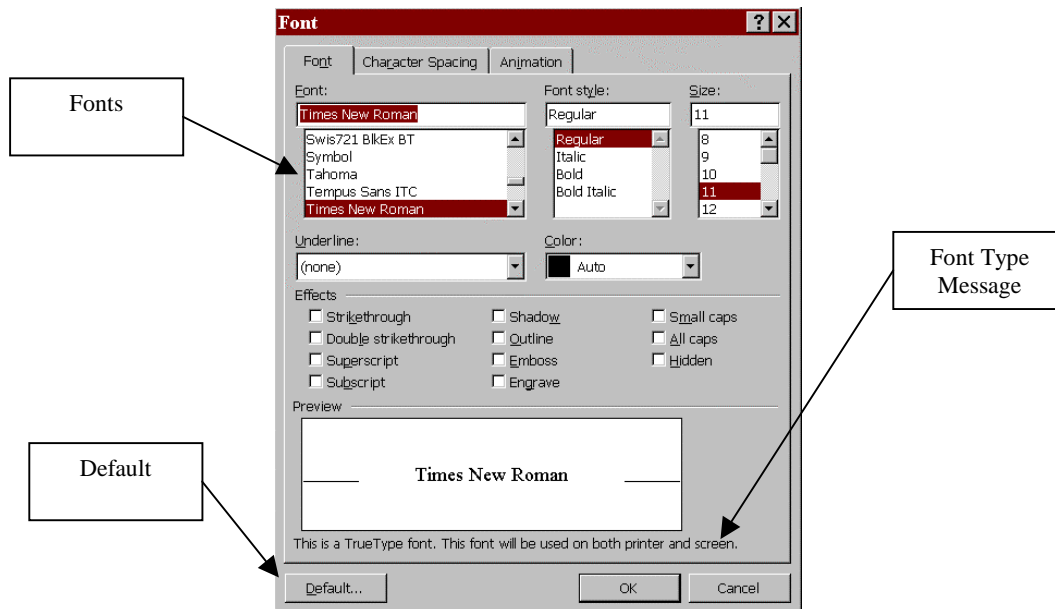 Font
Font Character Spacing Animation
Fonts
Font: Font style: Size:
Times New Roman Regular 11
Swis721 BlkEx BT Regular 8
Symbol Italic 9
Tahoma Bold 10
Tempus Sans ITC Bold Italic 11
Times New Roman 12
Underline: Color:
(none) Auto
Font Type
Message
Effects
Strikethrough Shadow Small caps
Double strikethrough Outline All caps
Superscript Emboss Hidden
Subscript Engrave
Preview
Default
Times New Roman
This is a TrueType font. This font will be used on both printer and screen.
Default... OK Cancel